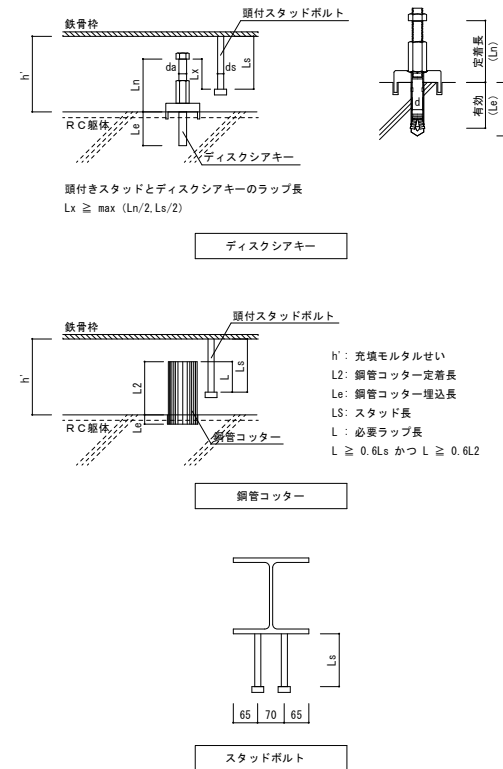 頭付スタッドボルト
鉄骨枠
h'
Ln
da
Lx
ds
Ls
RC躯体
Le
ディスクシアキー
定着長
(Ln)
有効
(Le)
d
頭付きスタッドとディスクシアキーのラップ長
Lx ≧ max (Ln/2,Ls/2)
ディスクシアキー
頭付スタッドボルト
鉄骨枠
h'
L2
L
Ls
RC躯体
Le
鋼管コッター
h': 充填モルタルせい
L2: 鋼管コッター定着長
Le: 鋼管コッター埋込長
LS: スタッド長
L : 必要ラップ長
L ≧ 0.6Ls かつ L ≧ 0.6L2
鋼管コッター
Ls
65 70 65
スタッドボルト